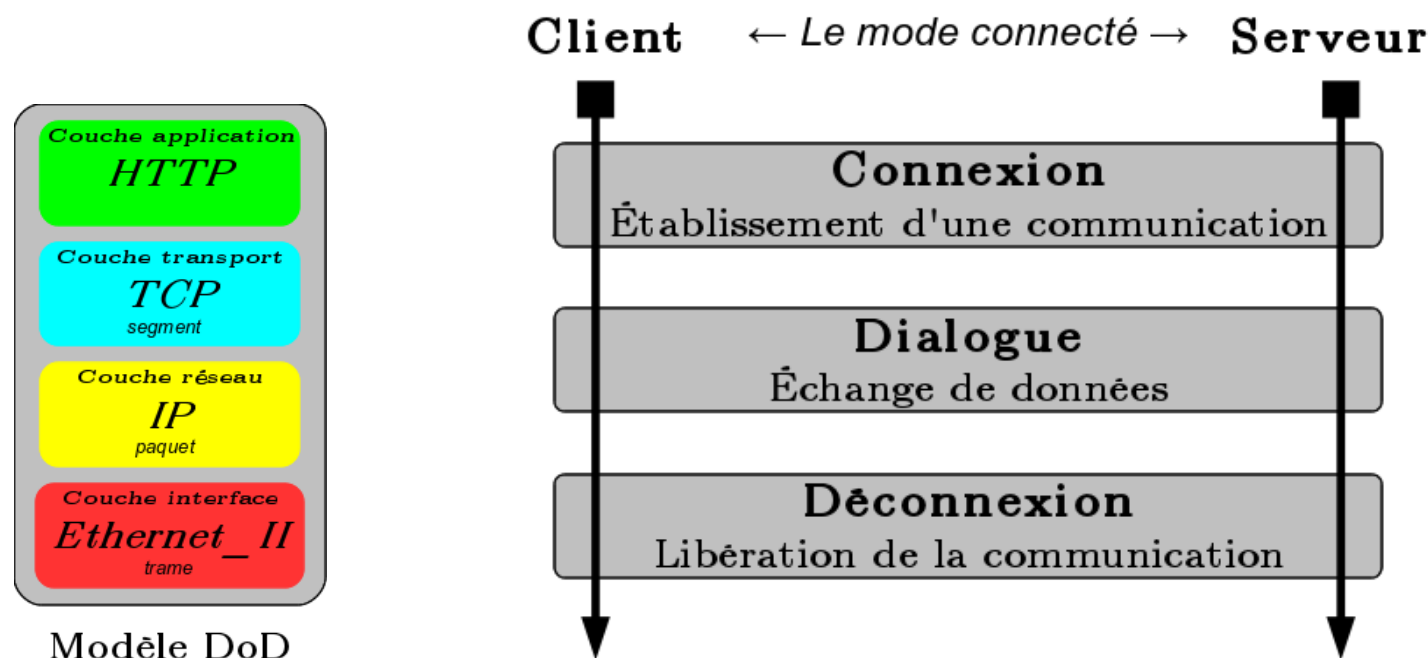 Client ← Le mode connecté → Serveur
Couche application
HTTP
Couche transport
TCP
segment
Couche réseau
IP
paquet
Couche interface
Ethernet_II
trame
Modèle DoD
Connexion
Établissement d'une communication
Dialogue
Échange de données
Déconnexion
Libération de la communication